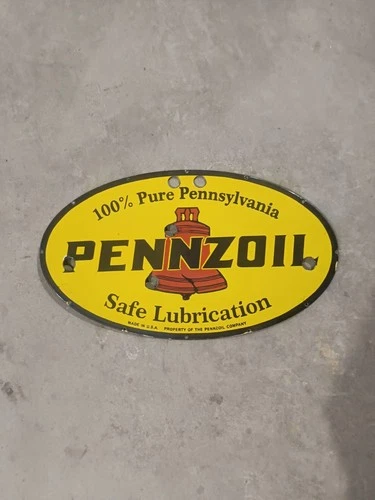 100% Pure Pennsylvania
PENNZOIL
Safe Lubrication
MADE IN U.S.A. PROPERTY OF THE PENNZOIL COMPANY